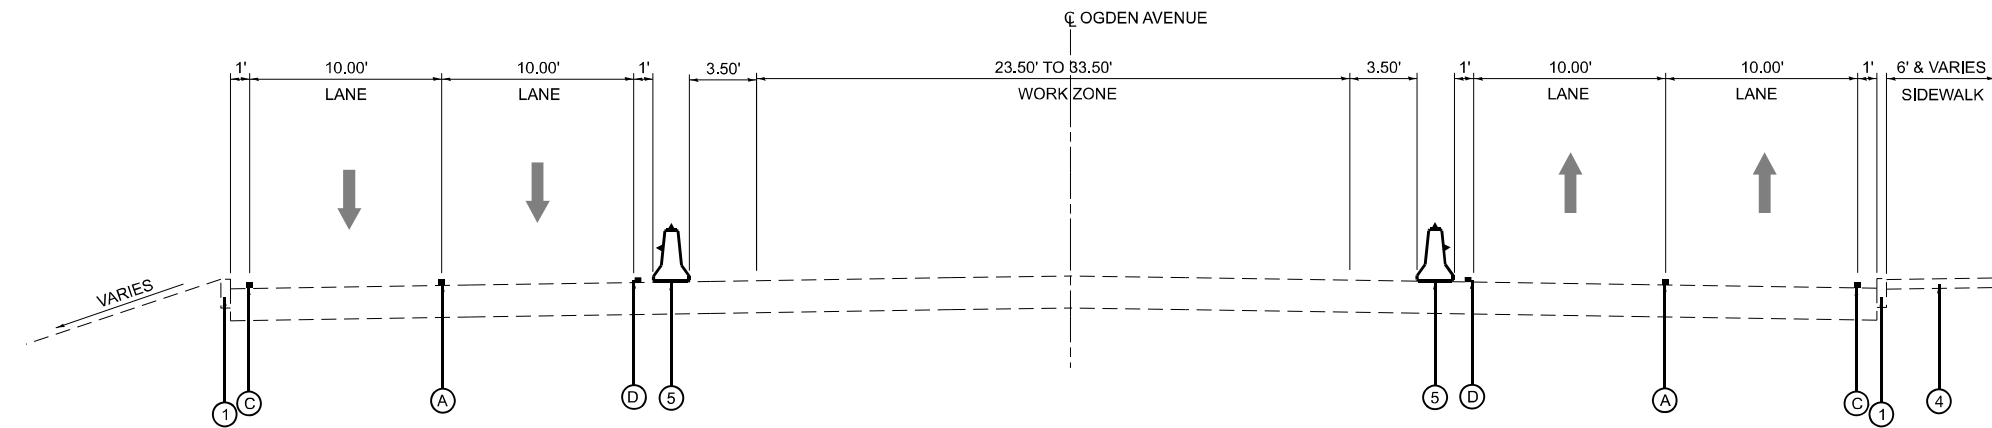 ℄ OGDEN AVENUE
1' 10.00' 10.00' 1' 3.50' 23.50' TO 33.50' 3.50' 1' 10.00' 10.00' 1' 6' & VARIES
LANE LANE WORK ZONE LANE LANE SIDEWALK
VARIES
1 C A D 5 5 D A C 1 4